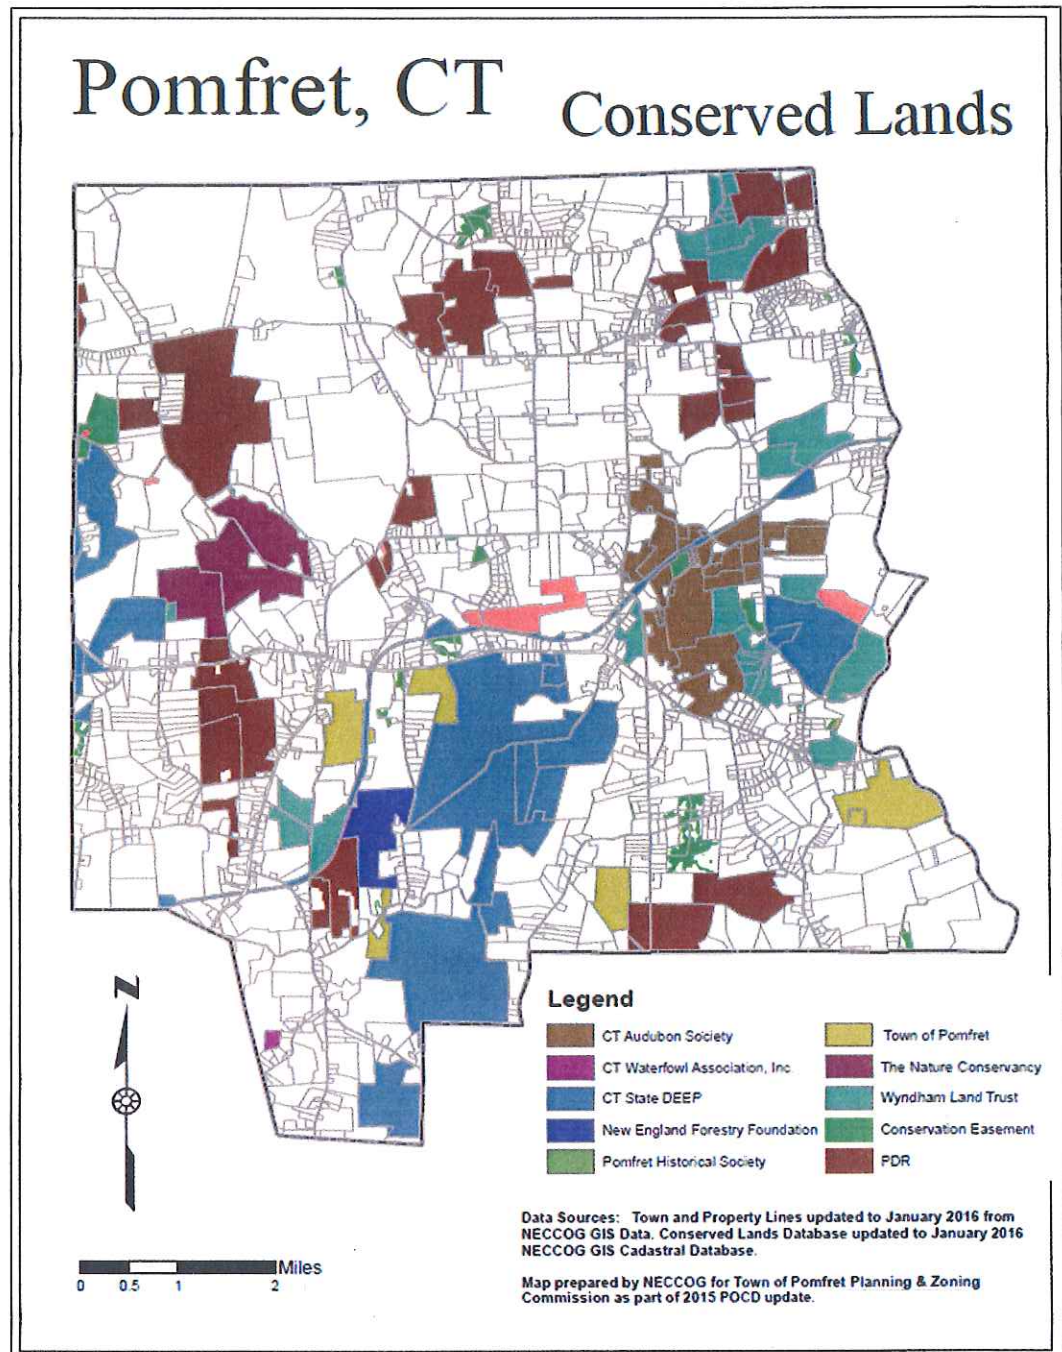 Pomfret, CT
Conserved Lands
Legend
CT Audubon Society
CT Waterfowl Association, Inc
CT State DEEP
New England Forestry Foundation
Pomfret Historical Society
Town of Pomfret
The Nature Conservancy
Wyndham Land Trust
Conservation Easement
PDR
N
Miles
0 0.5 1 2
Data Sources: Town and Property Lines updated to January 2016 from
NECCOG GIS Data. Conserved Lands Database updated to January 2016
NECCOG GIS Cadastral Database.
Map prepared by NECCOG for Town of Pomfret Planning & Zoning
Commission as part of 2015 POCD update.